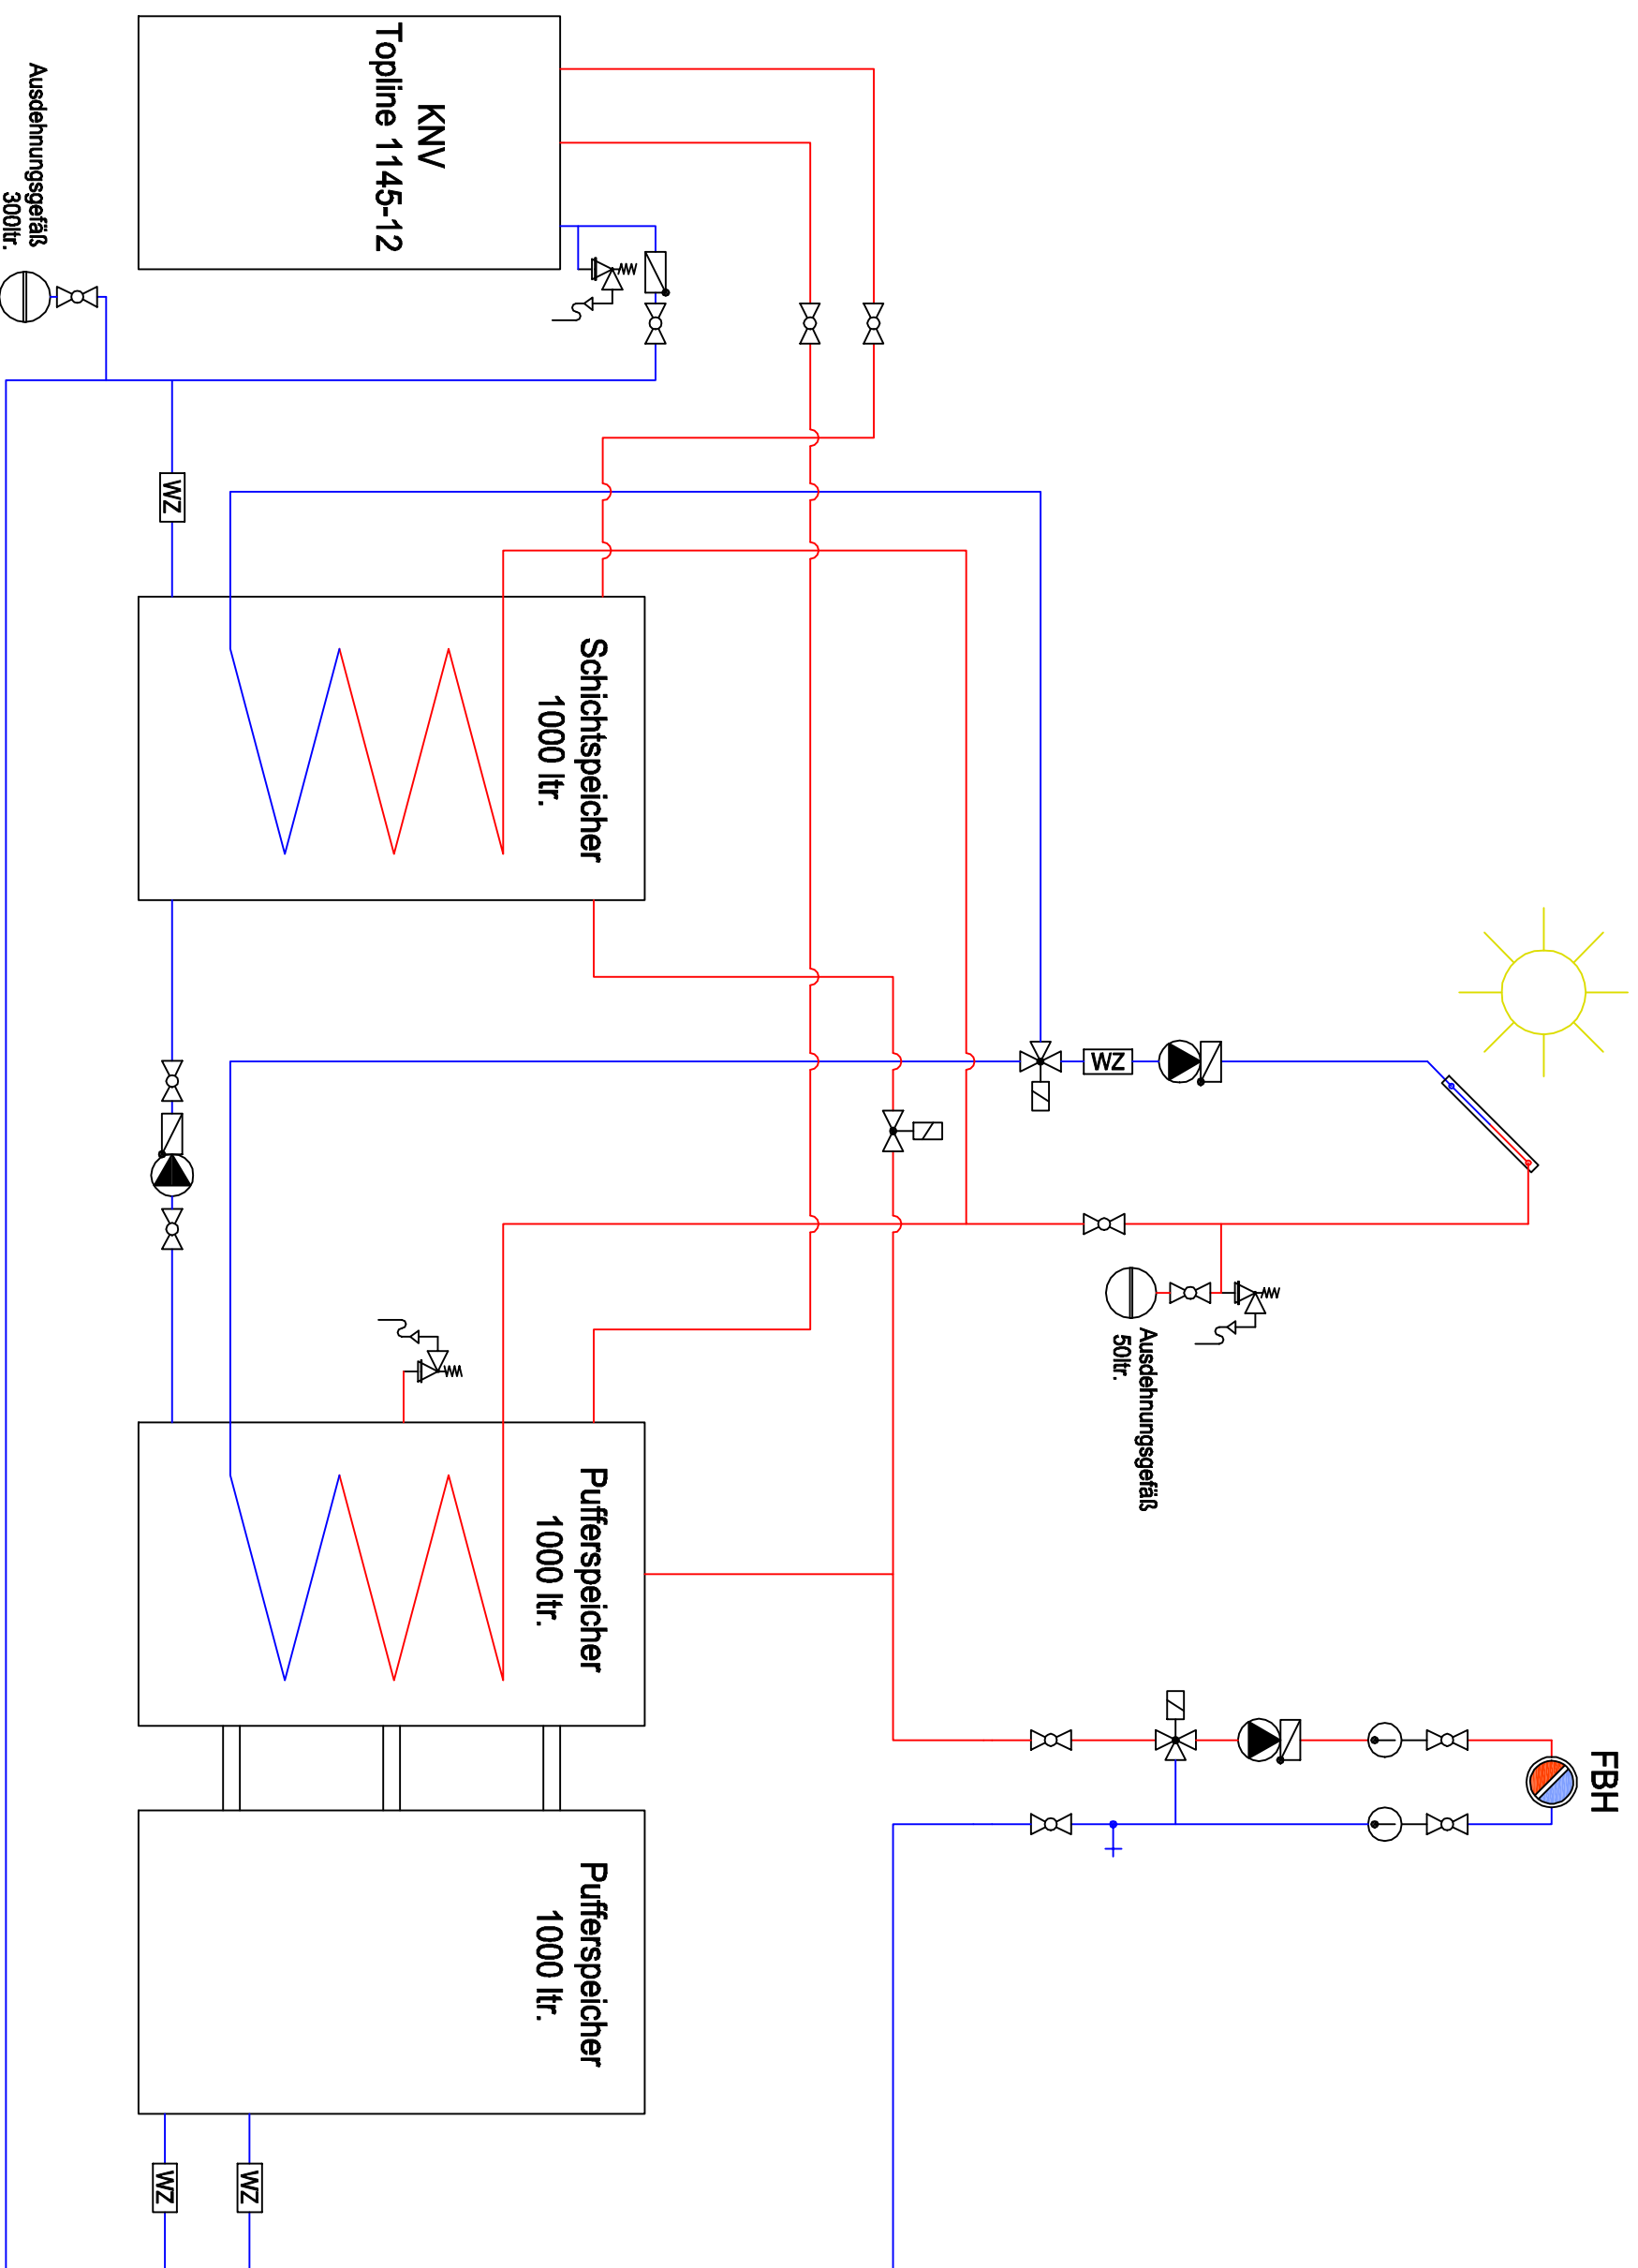 KNV
Topline 1145-12
Ausdehnungsgefäß
300ltr.
WZ
Schichtspeicher
1000 ltr.
WZ
Ausdehnungsgefäß
50ltr.
Pufferspeicher
1000 ltr.
FBH
Pufferspeicher
1000 ltr.
WZ
WZ